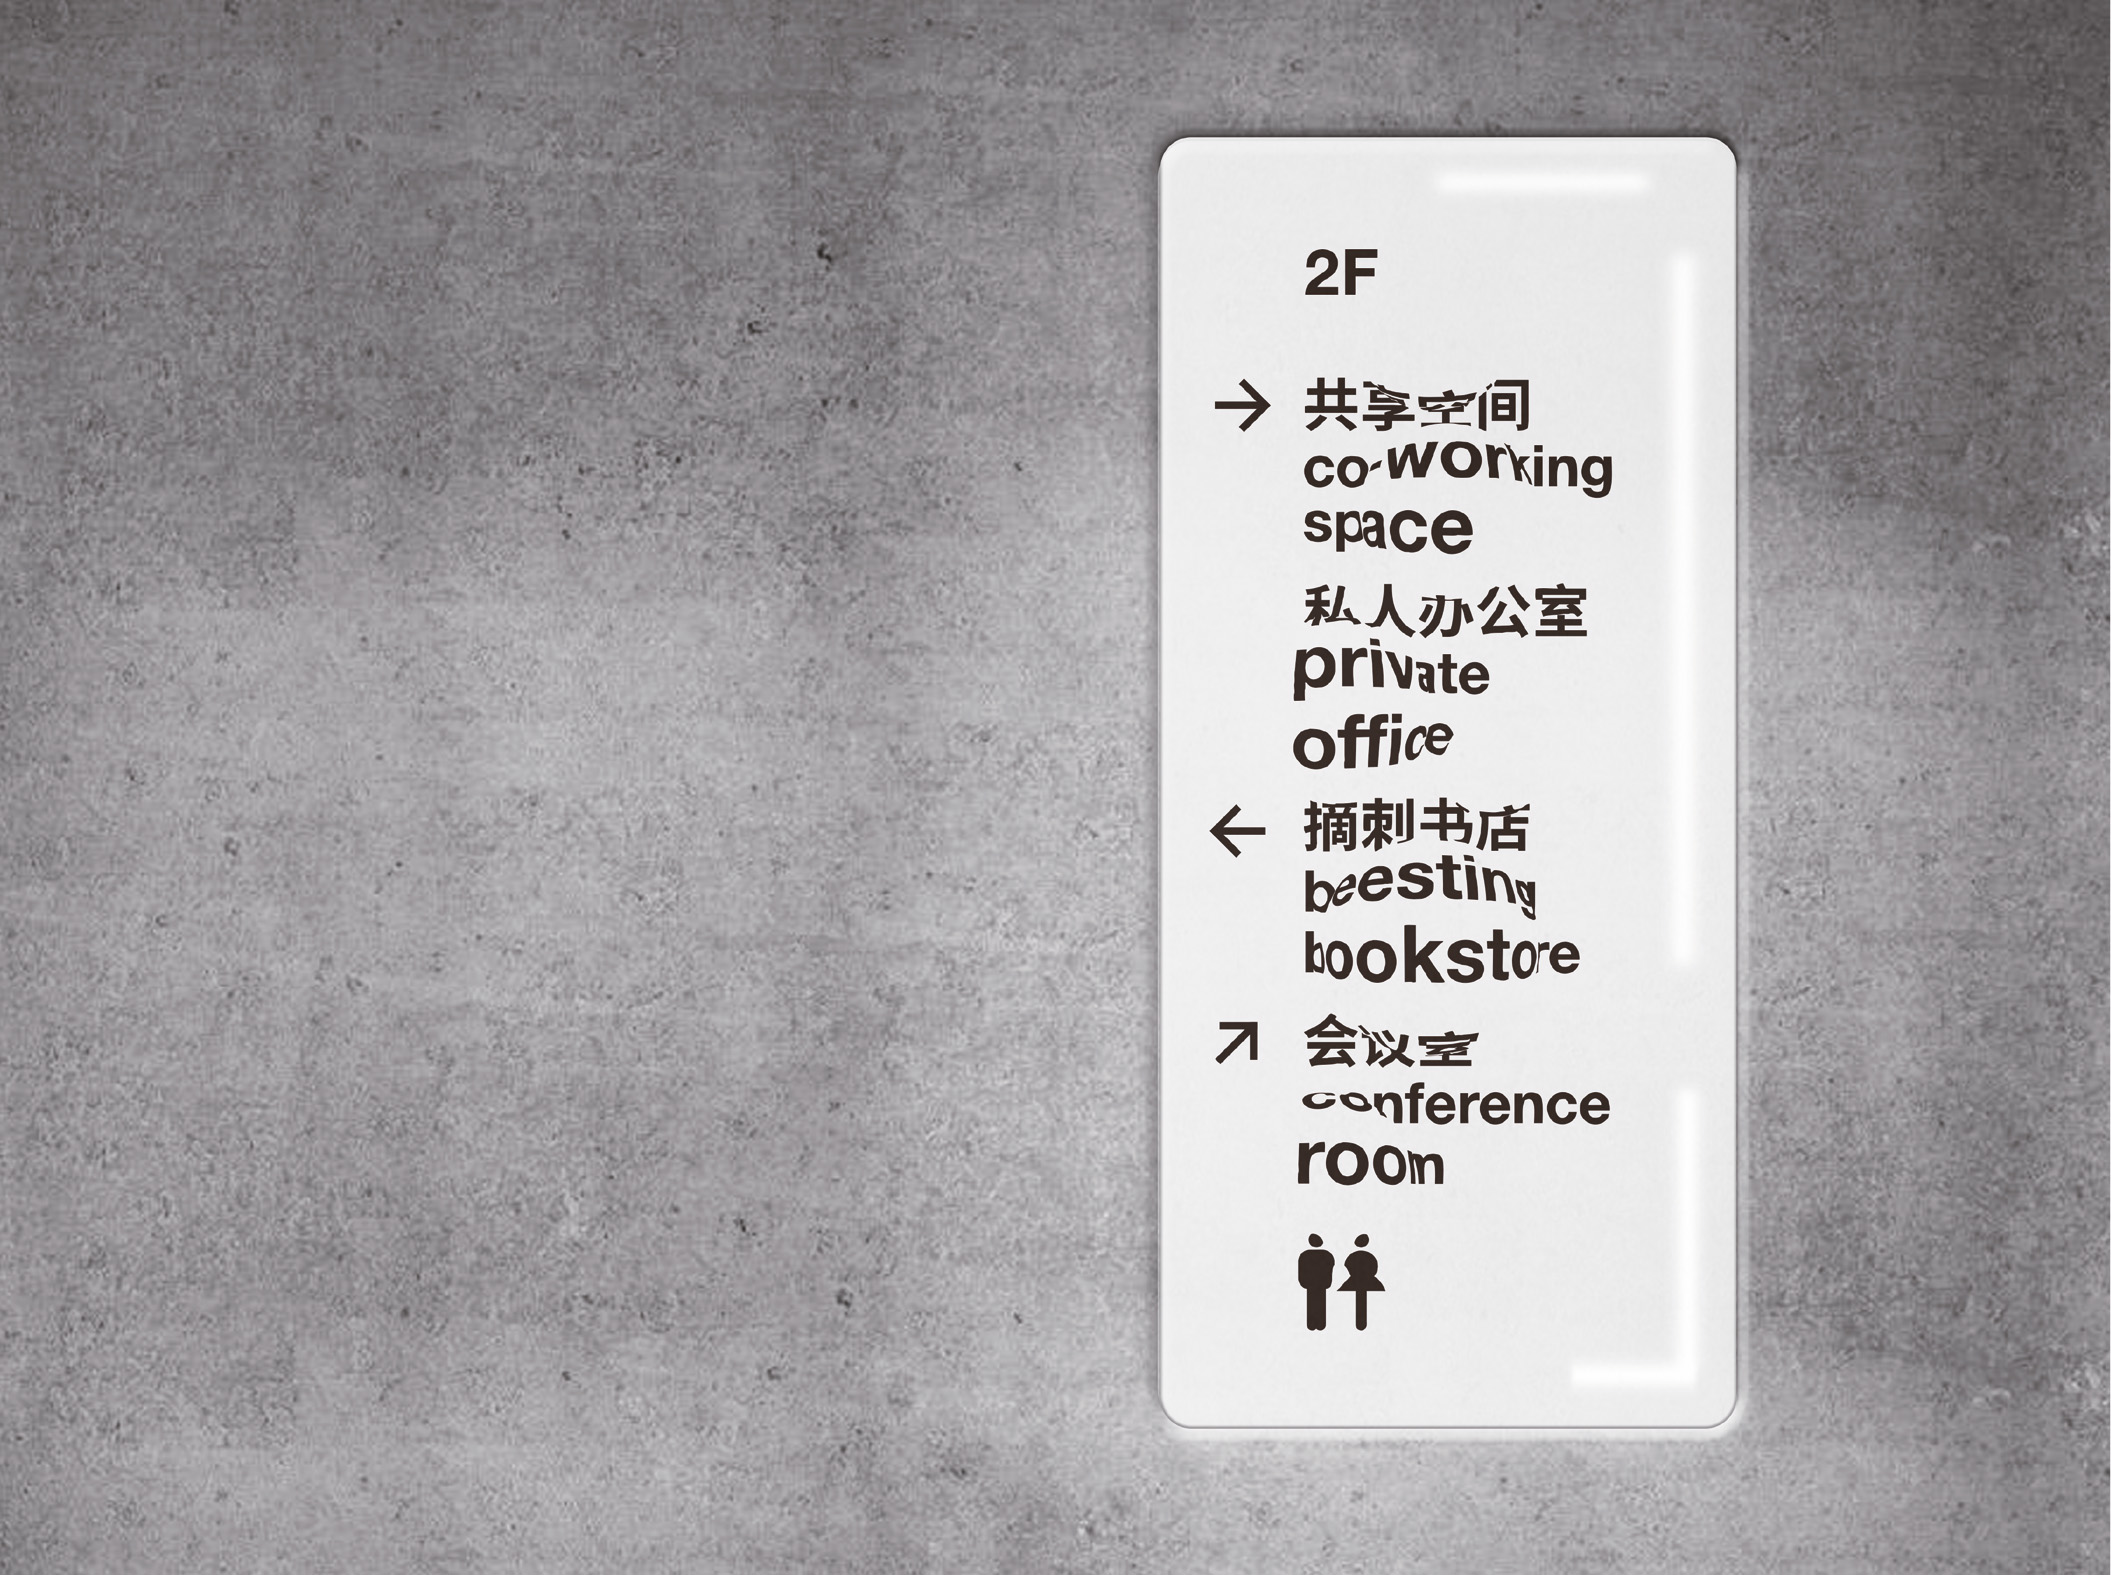 2F
→ 共享空间
co-working
space
私人办公室
private
office
← 摘刺书店
beesting
bookstore
↗ 会议室
conference
room